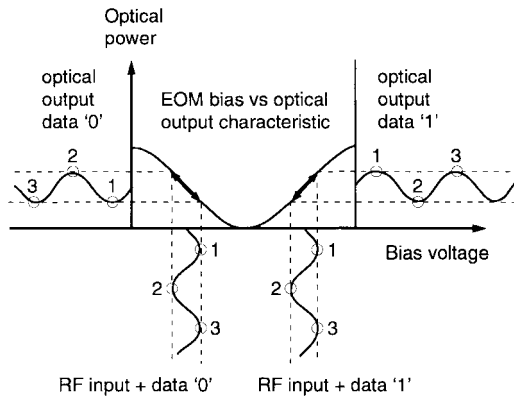 Optical
power
optical
output
data '0'
EOM bias vs optical
output characteristic
optical
output
data '1'
2
3
1
1
3
2
Bias voltage
1
2
3
1
2
3
RF input + data '0'
RF input + data '1'